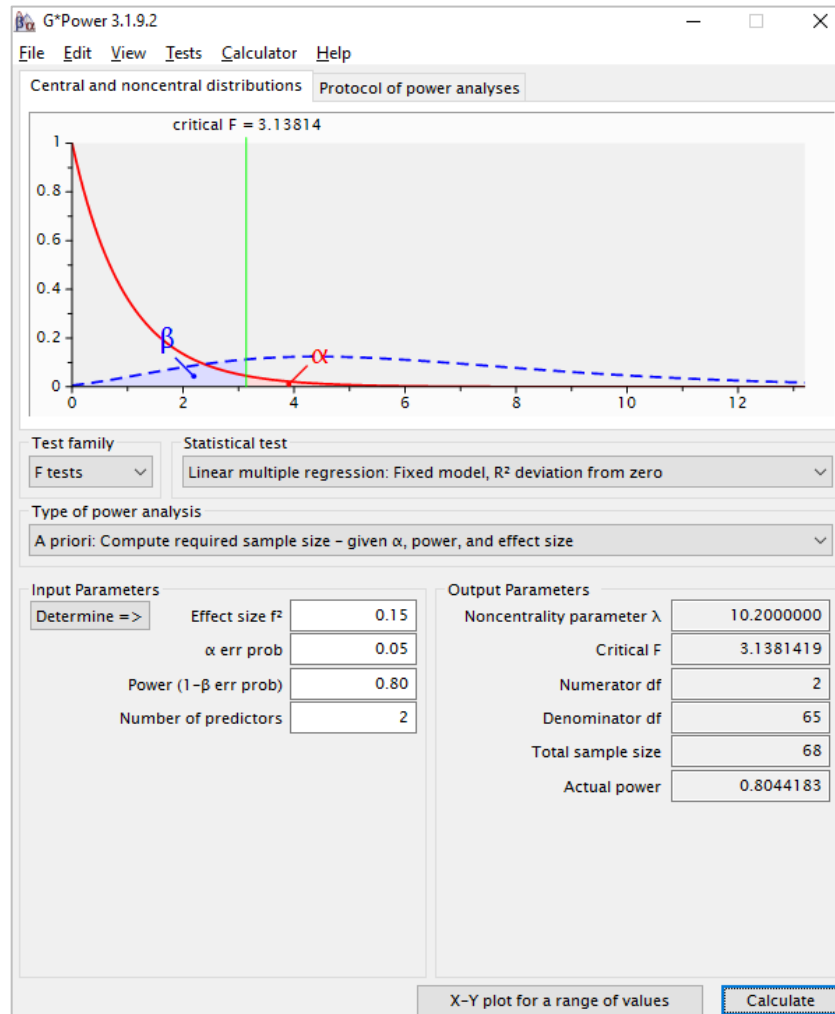 βα G*Power 3.1.9.2
File Edit View Tests Calculator Help
Central and noncentral distributions Protocol of power analyses
critical F = 3.13814
1
0.8
0.6
0.4
0.2
0
β
α
0 2 4 6 8 10 12
Test family Statistical test
F tests Linear multiple regression: Fixed model, R² deviation from zero
Type of power analysis
A priori: Compute required sample size – given α, power, and effect size
Input Parameters
Determine => Effect size f² 0.15
α err prob 0.05
Power (1-β err prob) 0.80
Number of predictors 2
Output Parameters
Noncentrality parameter λ 10.2000000
Critical F 3.1381419
Numerator df 2
Denominator df 65
Total sample size 68
Actual power 0.8044183
X-Y plot for a range of values Calculate